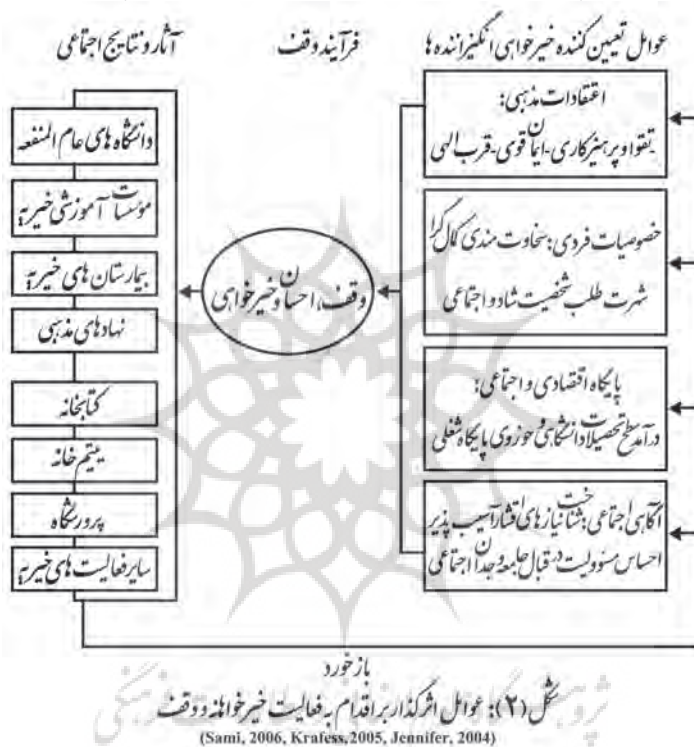 عوامل تعیین کننده خیرخواهی انگیزاننده ها
فرآیند وقف
آثار و نتایج اجتماعی
اعتقادات مذهبی:
-تقوا و پرهیزکاری-ایمان قوی-قرب الهی
خصوصیات فردی: سخاوت مندی کمال گرا
شهرت طلب شخصیت شاد و اجتماعی
پایگاه اقتصادی و اجتماعی:
درآمد سطح تحصیلات دانشگاهی و حوزوی پایگاه شغلی
آگاهی اجتماعی: شناخت نیازهای اقشار آسیب پذیر
احساس مسؤولیت در قبال جامعه و وجدان اجتماعی
وقف، احسان و خیرخواهی
دانشگاه های عام المنفعه
مؤسسات آموزشی خیریه
بیمارستان های خیریه
نهادهای مذهبی
کتابخانه
یتیم خانه
پرورشگاه
سایر فعالیت های خیریه
بازخورد
شکل (۲): عوامل اثرگذار بر اقدام به فعالیت خیرخواهانه و وقف
(Sami, 2006, Krafess,2005, Jennifer, 2004)